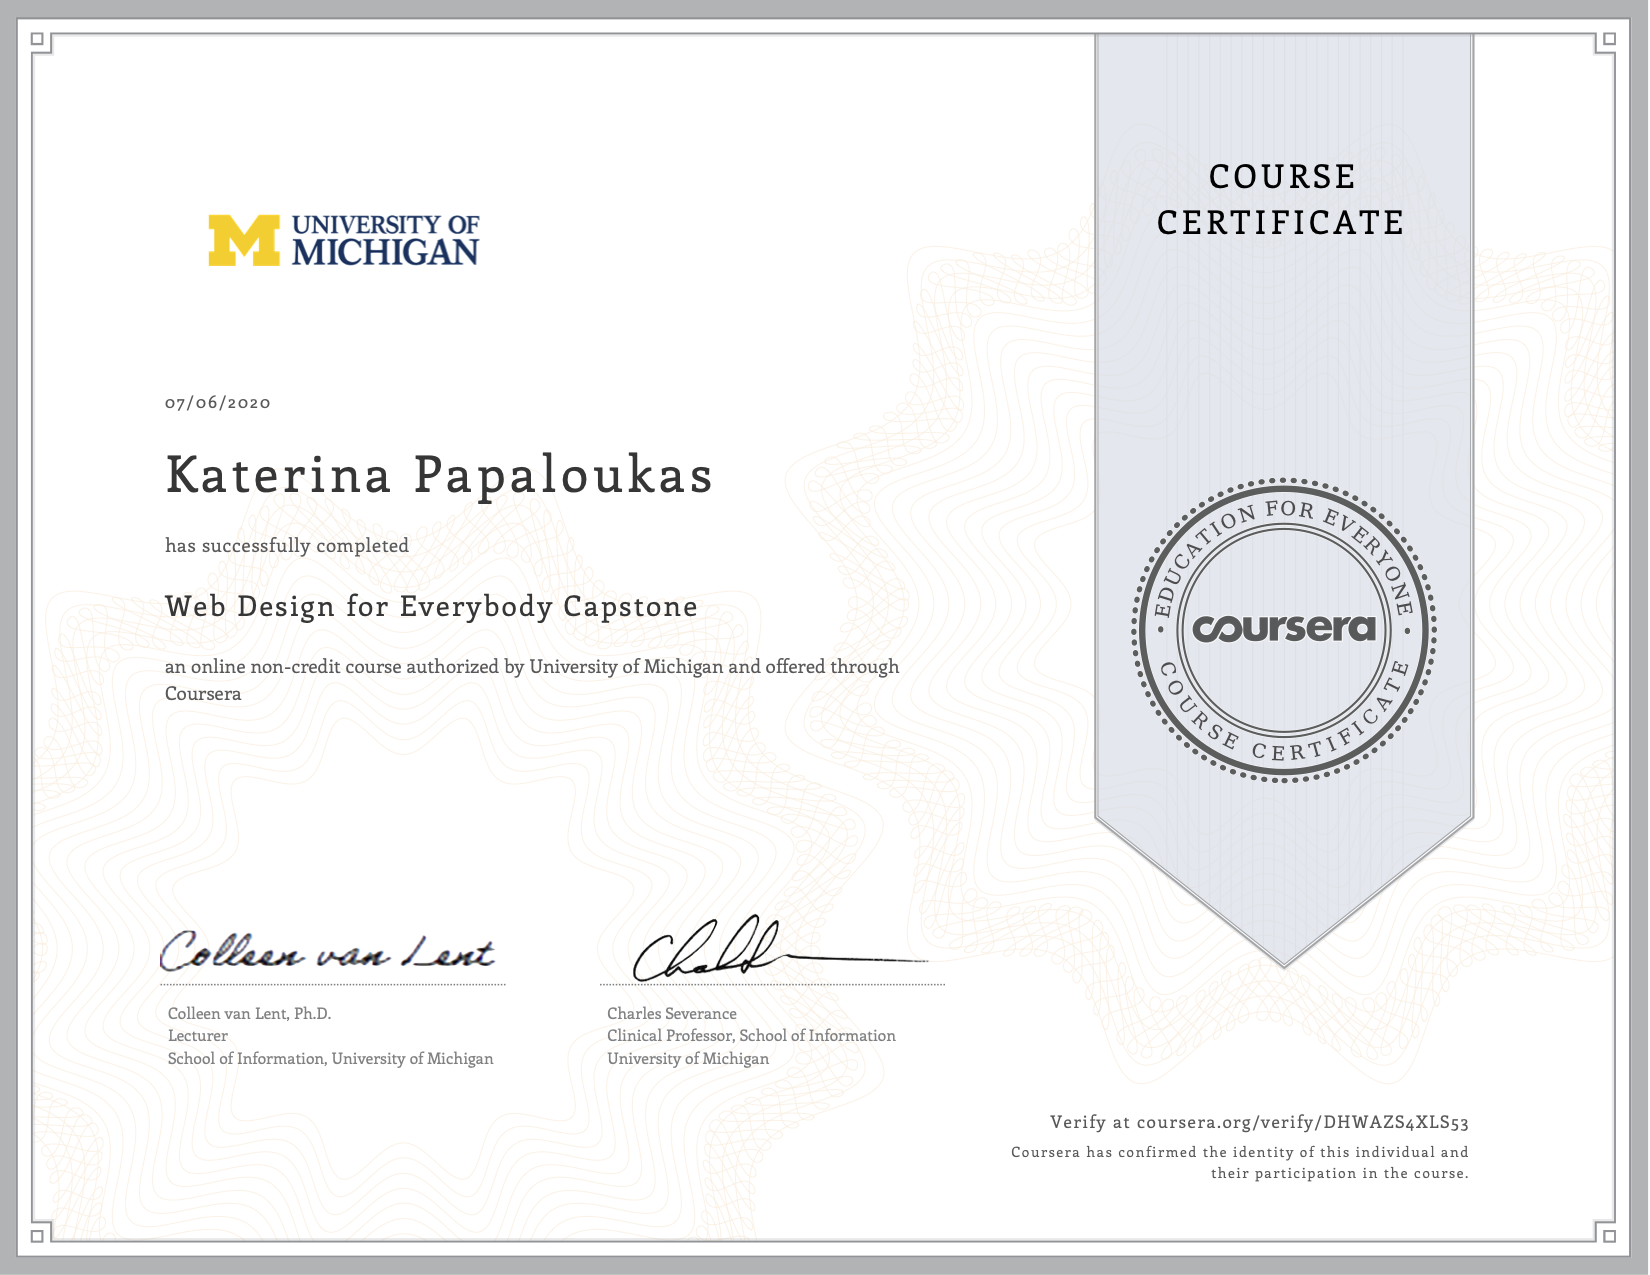 COURSE
CERTIFICATE
UNIVERSITY OF
MICHIGAN
07/06/2020
Katerina Papaloukas
has successfully completed
Web Design for Everybody Capstone
an online non-credit course authorized by University of Michigan and offered through
Coursera
EDUCATION FOR EVERYONE
coursera
COURSE CERTIFICATE
Colleen van Lent
Colleen van Lent, Ph.D.
Lecturer
School of Information, University of Michigan
Charles Severance
Clinical Professor, School of Information
University of Michigan
Verify at coursera.org/verify/DHWAZS4XLS53
Coursera has confirmed the identity of this individual and
their participation in the course.